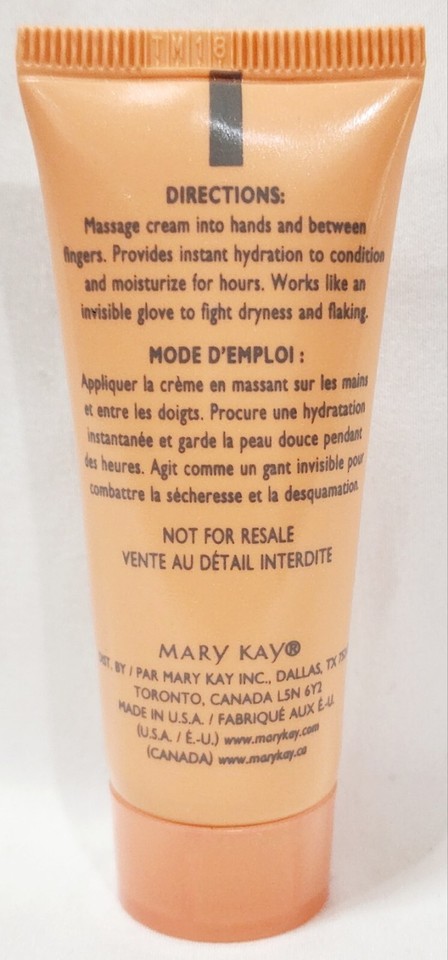 TM18
DIRECTIONS:
Massage cream into hands and between
fingers. Provides instant hydration to condition
and moisturize for hours. Works like an
invisible glove to fight dryness and flaking.
MODE D'EMPLOI :
Appliquer la crème en massant sur les mains
et entre les doigts. Procure une hydratation
instantanée et garde la peau douce pendant
des heures. Agit comme un gant invisible pour
combattre la sécheresse et la desquamation.
NOT FOR RESALE
VENTE AU DÉTAIL INTERDITE
MARY KAY®
DIST. BY / PAR MARY KAY INC., DALLAS, TX
TORONTO, CANADA L5N 6Y2
MADE IN U.S.A. / FABRIQUÉ AUX É.-U.
(U.S.A. / É.-U.) www.marykay.com
(CANADA) www.marykay.ca